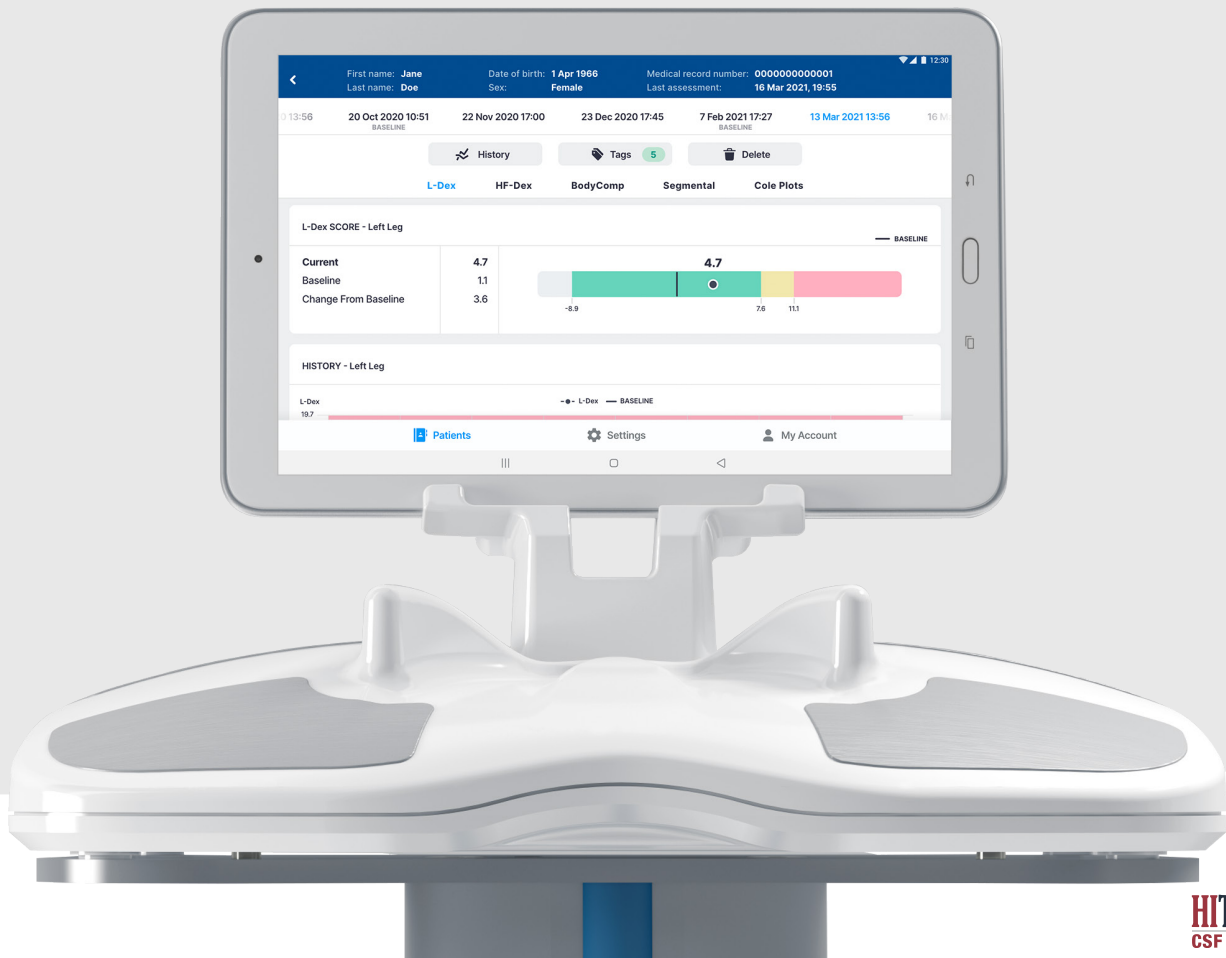 12:30
First name: Jane Date of birth: 1 Apr 1966 Medical record number: 0000000000001
Last name: Doe Sex: Female Last assessment: 16 Mar 2021, 19:55
13:56 20 Oct 2020 10:51 22 Nov 2020 17:00 23 Dec 2020 17:45 7 Feb 2021 17:27 13 Mar 2021 13:56 16
BASELINE BASELINE
History Tags 5 Delete
L-Dex HF-Dex BodyComp Segmental Cole Plots
L-Dex SCORE - Left Leg
BASELINE
Current 4.7 4.7
Baseline 1.1
Change From Baseline 3.6
-8.9 7.6 11.1
HISTORY - Left Leg
L-Dex L-Dex BASELINE
19.7
Patients Settings My Account
CSF